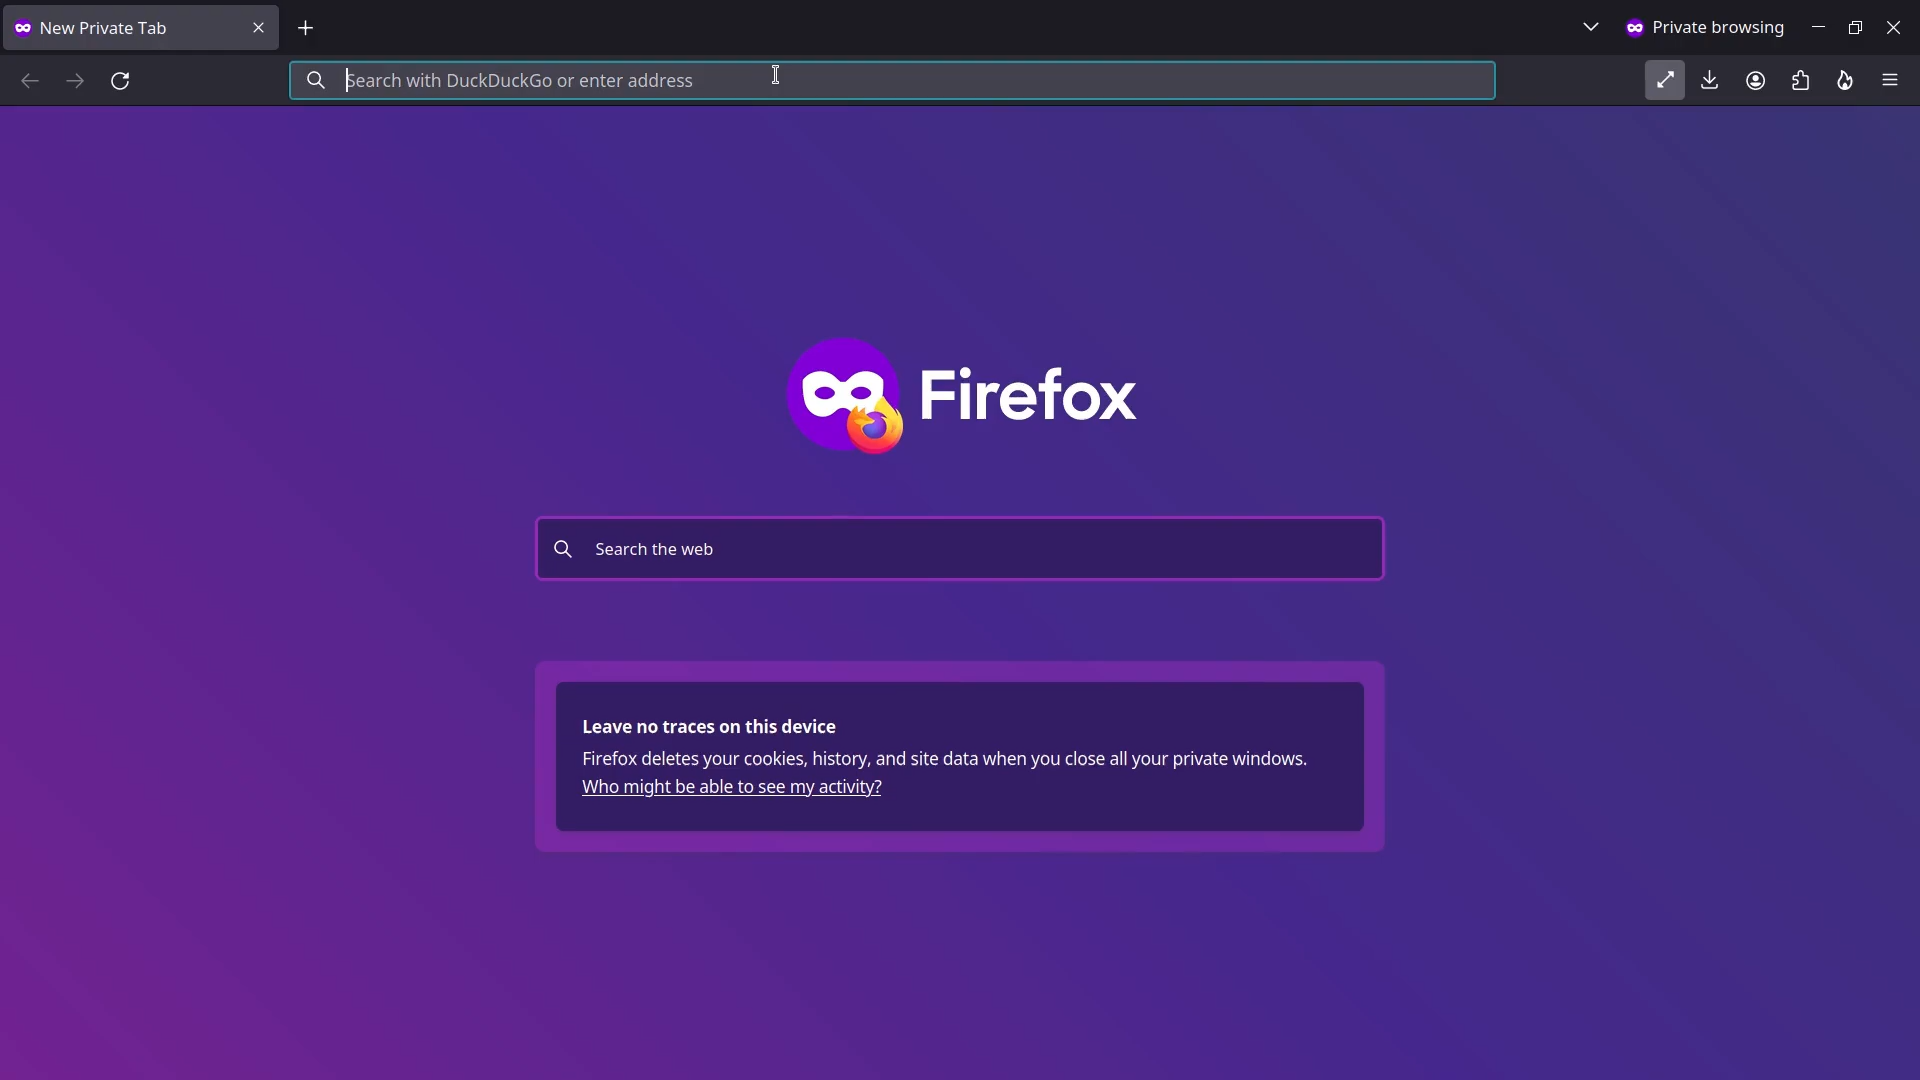 New Private Tab
Private browsing
Search with DuckDuckGo or enter address
Firefox
Search the web
Leave no traces on this device
Firefox deletes your cookies, history, and site data when you close all your private windows.
Who might be able to see my activity?